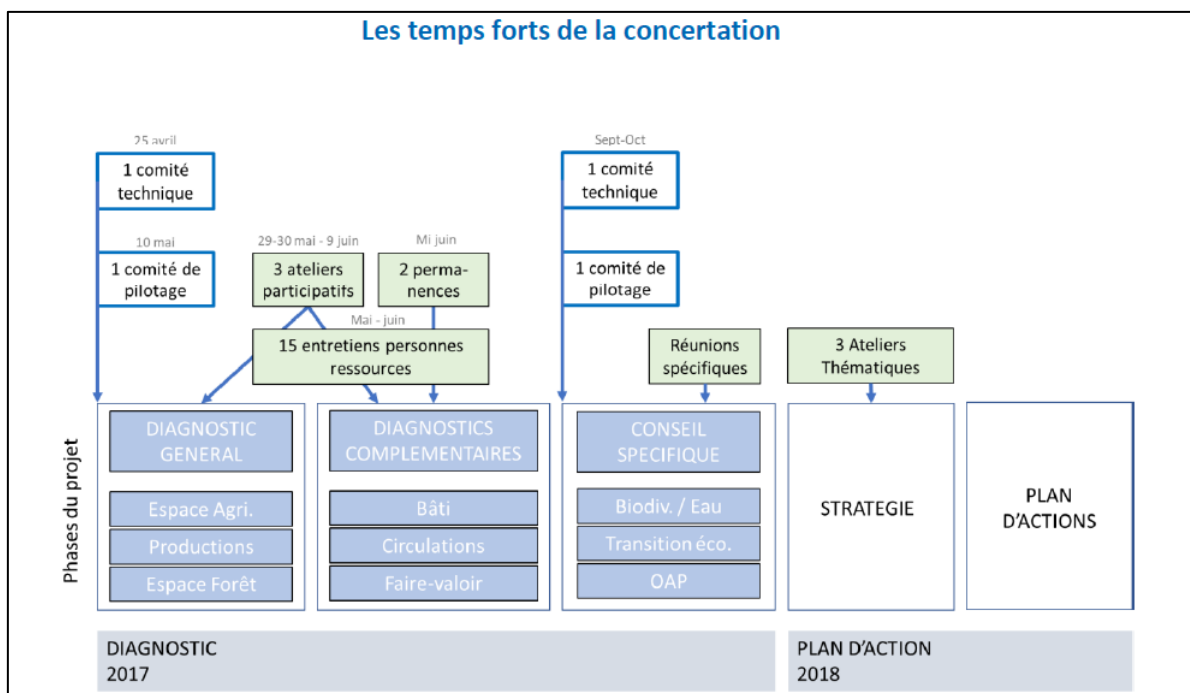 Les temps forts de la concertation
25 avril
1 comité
technique
Sept-Oct
1 comité
technique
10 mai
1 comité de
pilotage
29-30 mai - 9 juin
3 ateliers
participatifs
Mi juin
2 perma-
nences
1 comité de
pilotage
Mai - juin
15 entretiens personnes
ressources
Réunions
spécifiques
3 Ateliers
Thématiques
Phases du projet
DIAGNOSTIC
GENERAL
Espace Agri.
Productions
Espace Forêt
DIAGNOSTICS
COMPLEMENTAIRES
Bâti
Circulations
Faire-valoir
CONSEIL
SPECIFIQUE
Biodiv. / Eau
Transition éco.
OAP
STRATEGIE
PLAN
D'ACTIONS
DIAGNOSTIC
2017
PLAN D'ACTION
2018